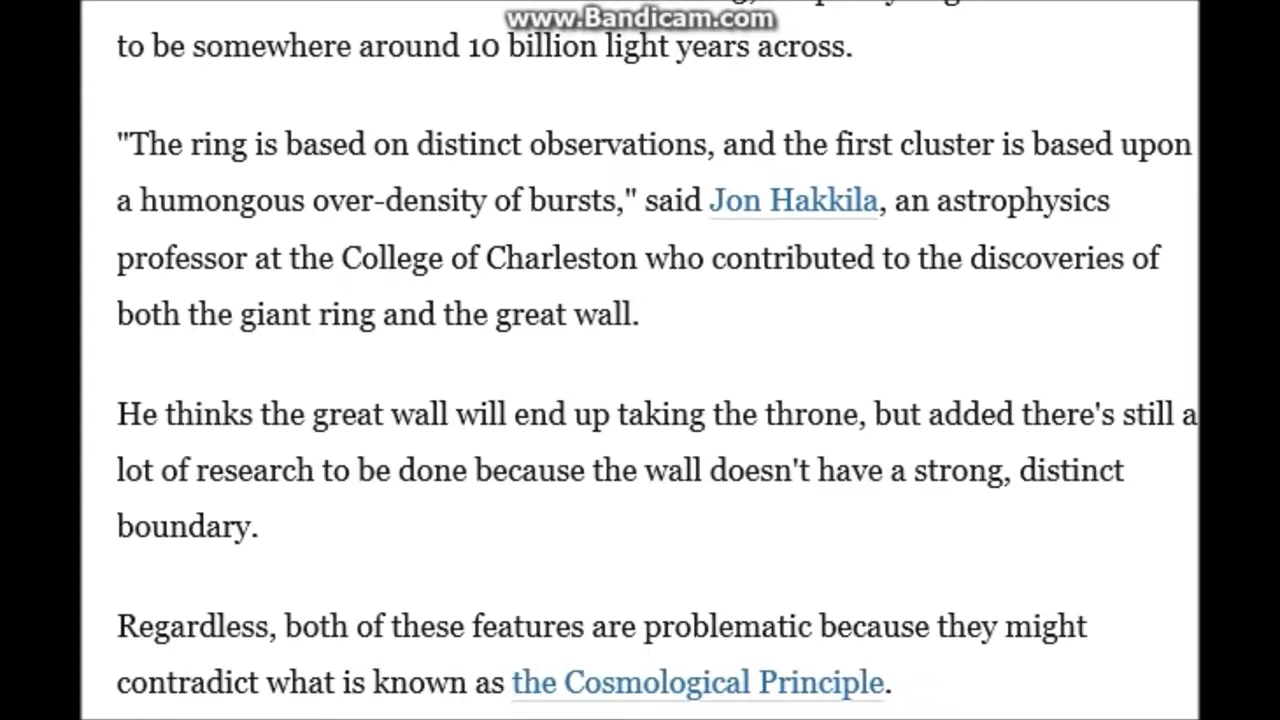 www.Bandicam.com
to be somewhere around 10 billion light years across.
"The ring is based on distinct observations, and the first cluster is based upon
a humongous over-density of bursts," said Jon Hakkila, an astrophysics
professor at the College of Charleston who contributed to the discoveries of
both the giant ring and the great wall.
He thinks the great wall will end up taking the throne, but added there's still a
lot of research to be done because the wall doesn't have a strong, distinct
boundary.
Regardless, both of these features are problematic because they might
contradict what is known as the Cosmological Principle.